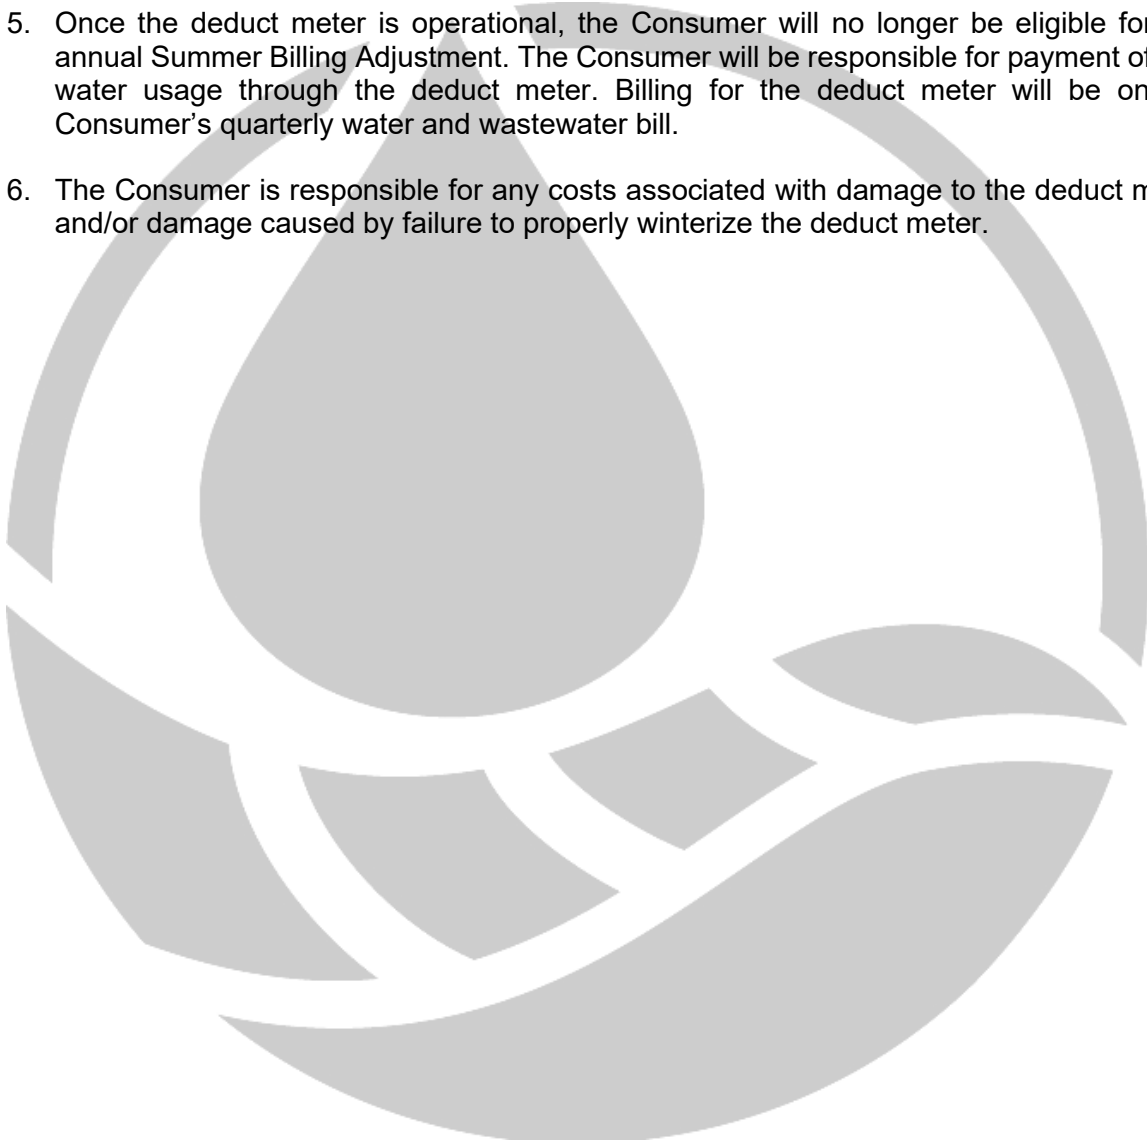 5. Once the deduct meter is operational, the Consumer will no longer be eligible for
annual Summer Billing Adjustment. The Consumer will be responsible for payment of
water usage through the deduct meter. Billing for the deduct meter will be on
Consumer’s quarterly water and wastewater bill.
6. The Consumer is responsible for any costs associated with damage to the deduct
and/or damage caused by failure to properly winterize the deduct meter.